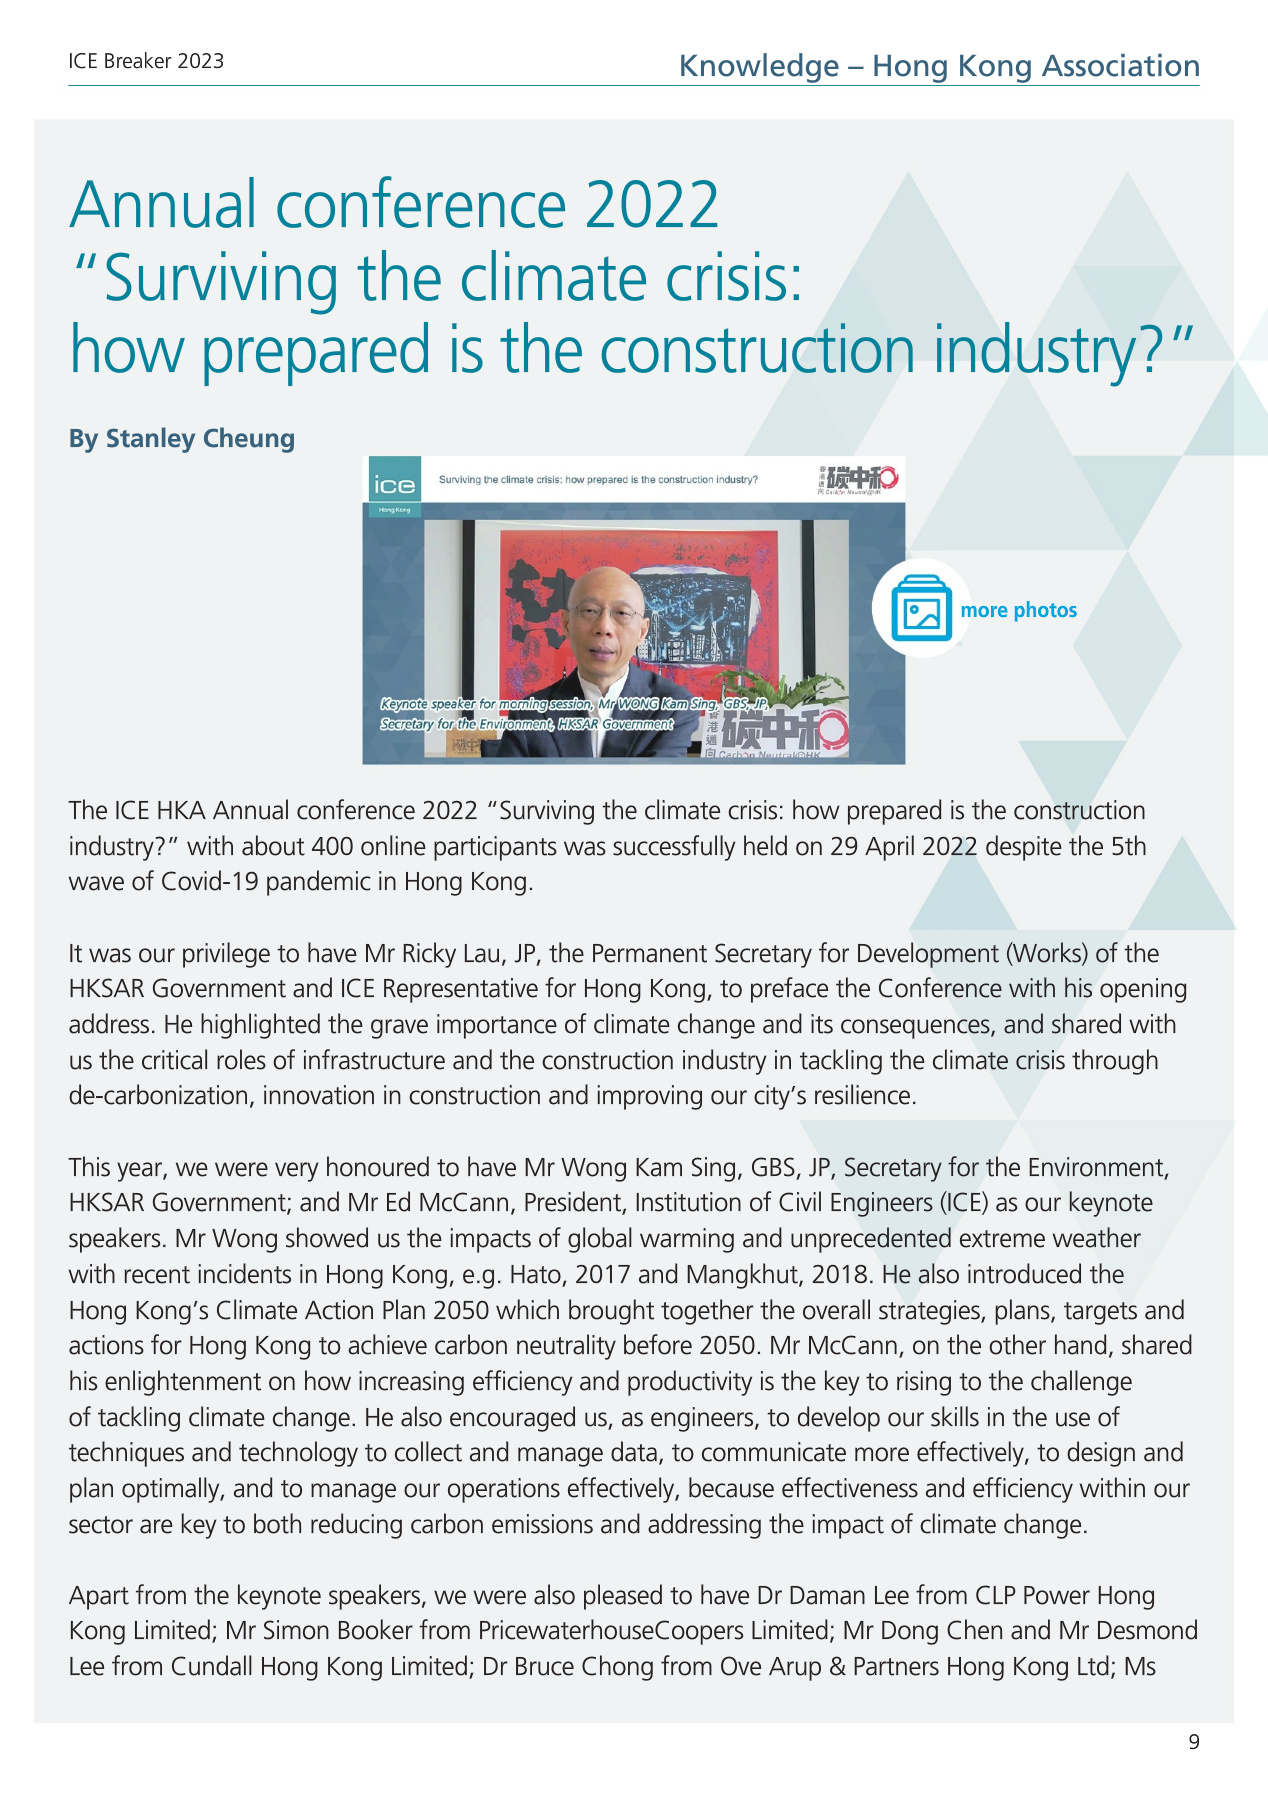 ICE Breaker 2023
Knowledge – Hong Kong Association
Annual conference 2022
“Surviving the climate crisis:
how prepared is the construction industry?”
By Stanley Cheung
ice
Hong Kong
Surviving the climate crisis: how prepared is the construction industry?
香港邁向
碳中和
Carbon Neutral@HK
Keynote speaker for morning session, Mr WONG Kam Sing, GBS, JP,
Secretary for the Environment, HKSAR Government
香港邁向
碳中和
Carbon Neutral@HK
more photos
The ICE HKA Annual conference 2022 “Surviving the climate crisis: how prepared is the construction
industry?” with about 400 online participants was successfully held on 29 April 2022 despite the 5th
wave of Covid-19 pandemic in Hong Kong.
It was our privilege to have Mr Ricky Lau, JP, the Permanent Secretary for Development (Works) of the
HKSAR Government and ICE Representative for Hong Kong, to preface the Conference with his opening
address. He highlighted the grave importance of climate change and its consequences, and shared with
us the critical roles of infrastructure and the construction industry in tackling the climate crisis through
de-carbonization, innovation in construction and improving our city’s resilience.
This year, we were very honoured to have Mr Wong Kam Sing, GBS, JP, Secretary for the Environment,
HKSAR Government; and Mr Ed McCann, President, Institution of Civil Engineers (ICE) as our keynote
speakers. Mr Wong showed us the impacts of global warming and unprecedented extreme weather
with recent incidents in Hong Kong, e.g. Hato, 2017 and Mangkhut, 2018. He also introduced the
Hong Kong’s Climate Action Plan 2050 which brought together the overall strategies, plans, targets and
actions for Hong Kong to achieve carbon neutrality before 2050. Mr McCann, on the other hand, shared
his enlightenment on how increasing efficiency and productivity is the key to rising to the challenge
of tackling climate change. He also encouraged us, as engineers, to develop our skills in the use of
techniques and technology to collect and manage data, to communicate more effectively, to design and
plan optimally, and to manage our operations effectively, because effectiveness and efficiency within our
sector are key to both reducing carbon emissions and addressing the impact of climate change.
Apart from the keynote speakers, we were also pleased to have Dr Daman Lee from CLP Power Hong
Kong Limited; Mr Simon Booker from PricewaterhouseCoopers Limited; Mr Dong Chen and Mr Desmond
Lee from Cundall Hong Kong Limited; Dr Bruce Chong from Ove Arup & Partners Hong Kong Ltd; Ms
9